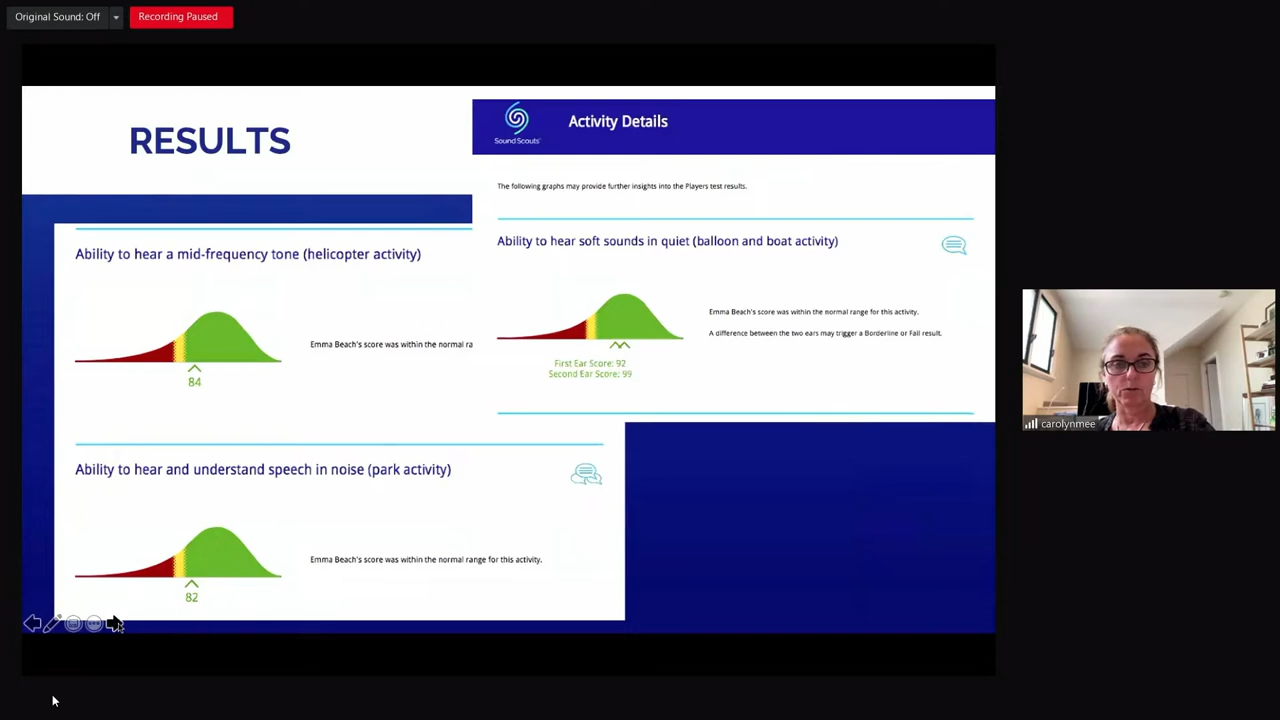 Original Sound: Off
Recording Paused
RESULTS
Sound Scouts
Activity Details
The following graphs may provide further insights into the Players test results.
Ability to hear a mid-frequency tone (helicopter activity)
Emma Beach's score was within the normal ra
84
Ability to hear soft sounds in quiet (balloon and boat activity)
Emma Beach's score was within the normal range for this activity.
A difference between the two ears may trigger a Borderline or Fail result.
First Ear Score: 92
Second Ear Score: 99
Ability to hear and understand speech in noise (park activity)
Emma Beach's score was within the normal range for this activity.
82
carolynmee